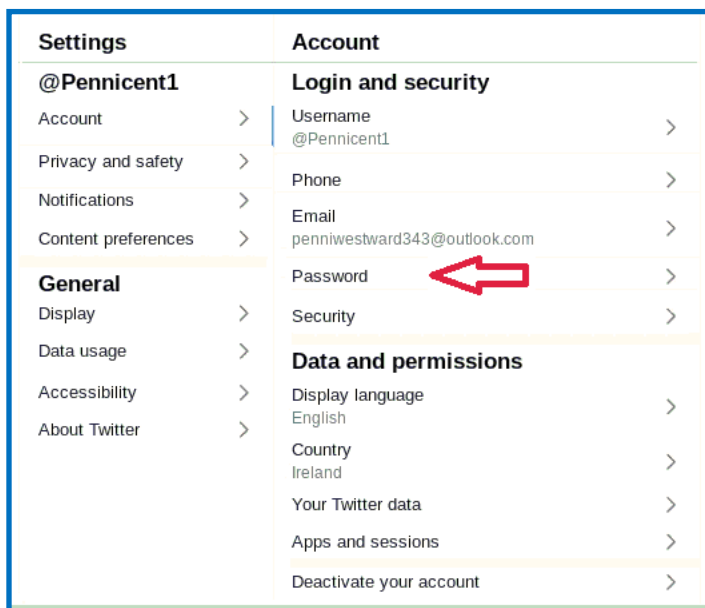 Settings
@Pennicent1
Account
Privacy and safety
Notifications
Content preferences
General
Display
Data usage
Accessibility
About Twitter
Account
Login and security
Username
@Pennicent1
Phone
Email
penniwestward343@outlook.com
Password
Security
Data and permissions
Display language
English
Country
Ireland
Your Twitter data
Apps and sessions
Deactivate your account